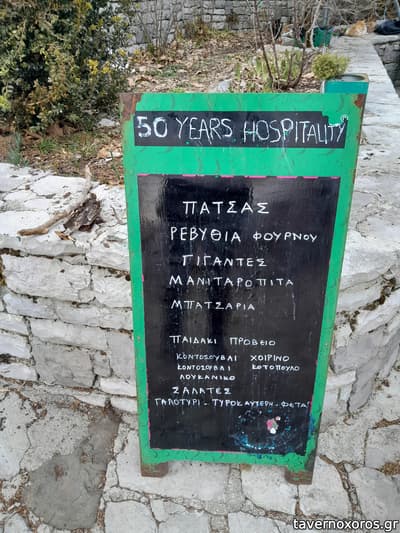 50 YEARS HOSPITALITY
ΠΑΤΣΑΣ
ΡΕΒΥΘΙΑ ΦΟΥΡΝΟΥ
ΓΙΓΑΝΤΕΣ
ΜΑΝΙΤΑΡΟΠΙΤΑ
ΜΠΑΤΣΑΡΙΑ
ΠΑΙΔΑΚΙ ΠΡΟΒΕΙΟ
ΚΟΝΤΟΣΟΥΒΛΙ ΧΟΙΡΙΝΟ
ΚΟΝΤΟΣΟΥΒΛΙ ΚΟΤΟΠΟΥΛΟ
ΛΟΥΚΑΝΙΚΟ
ΣΑΛΑΤΕΣ
ΓΑΛΟΤΥΡΙ - ΤΥΡΟΚΑΥΤΕΡΗ - ΦΕΤΑ
tavernoxoros.gr